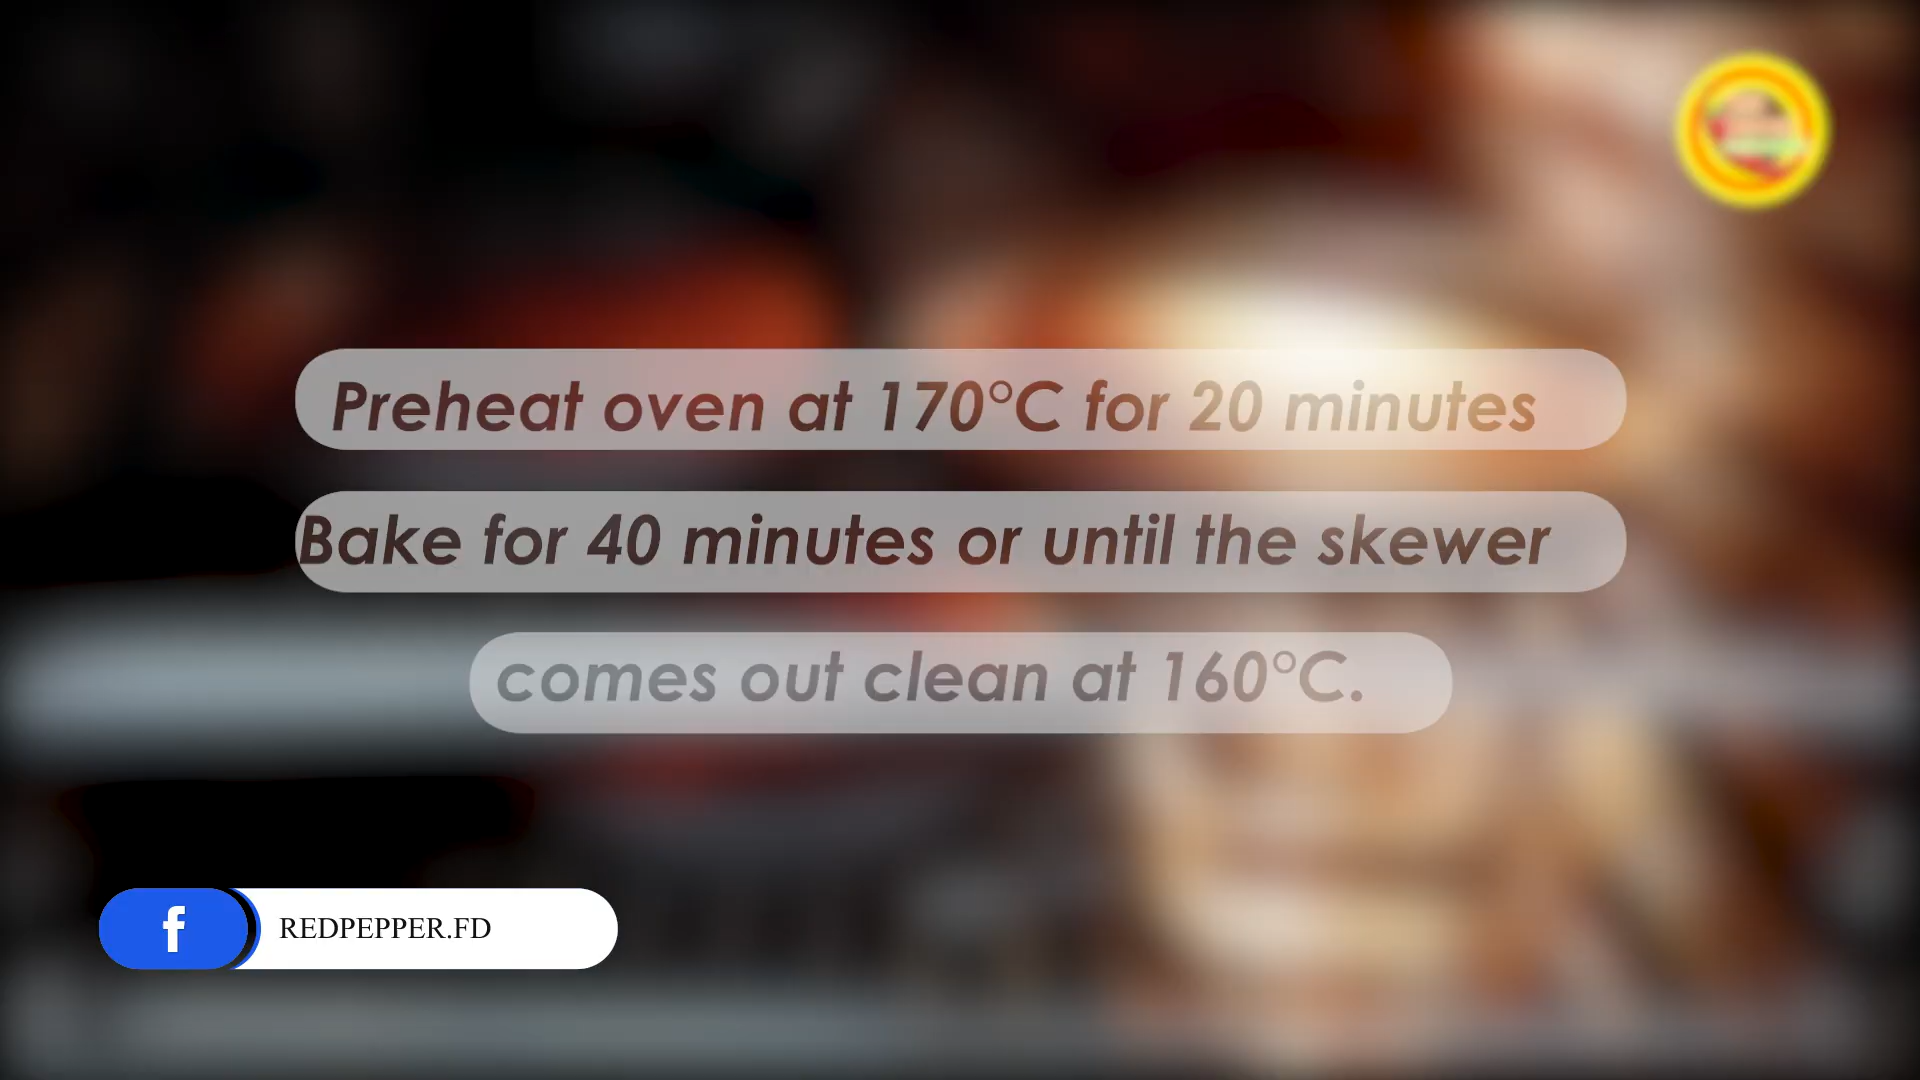 Preheat oven at 170°C for 20 minutes
Bake for 40 minutes or until the skewer
comes out clean at 160°C.
f REDPEPPER.FD